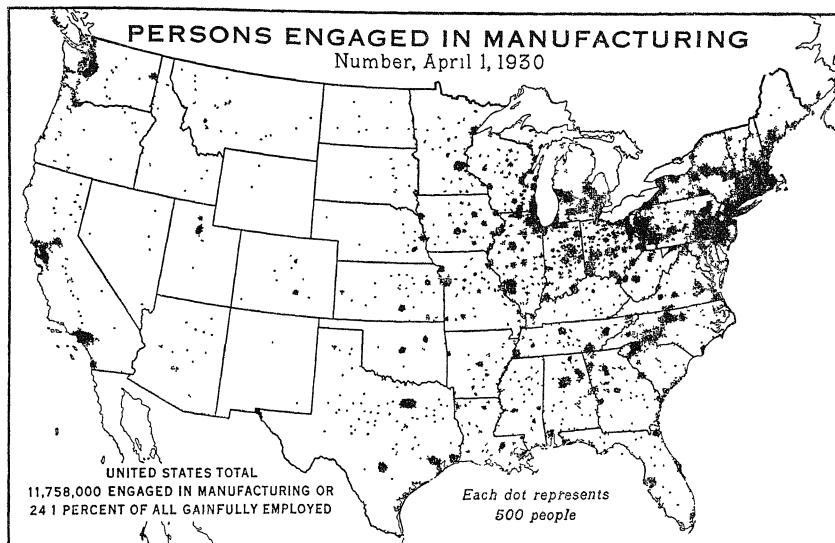 PERSONS ENGAGED IN MANUFACTURING
Number, April 1, 1930
UNITED STATES TOTAL
11,758,000 ENGAGED IN MANUFACTURING OR
24 1 PERCENT OF ALL GAINFULLY EMPLOYED
Each dot represents
500 people